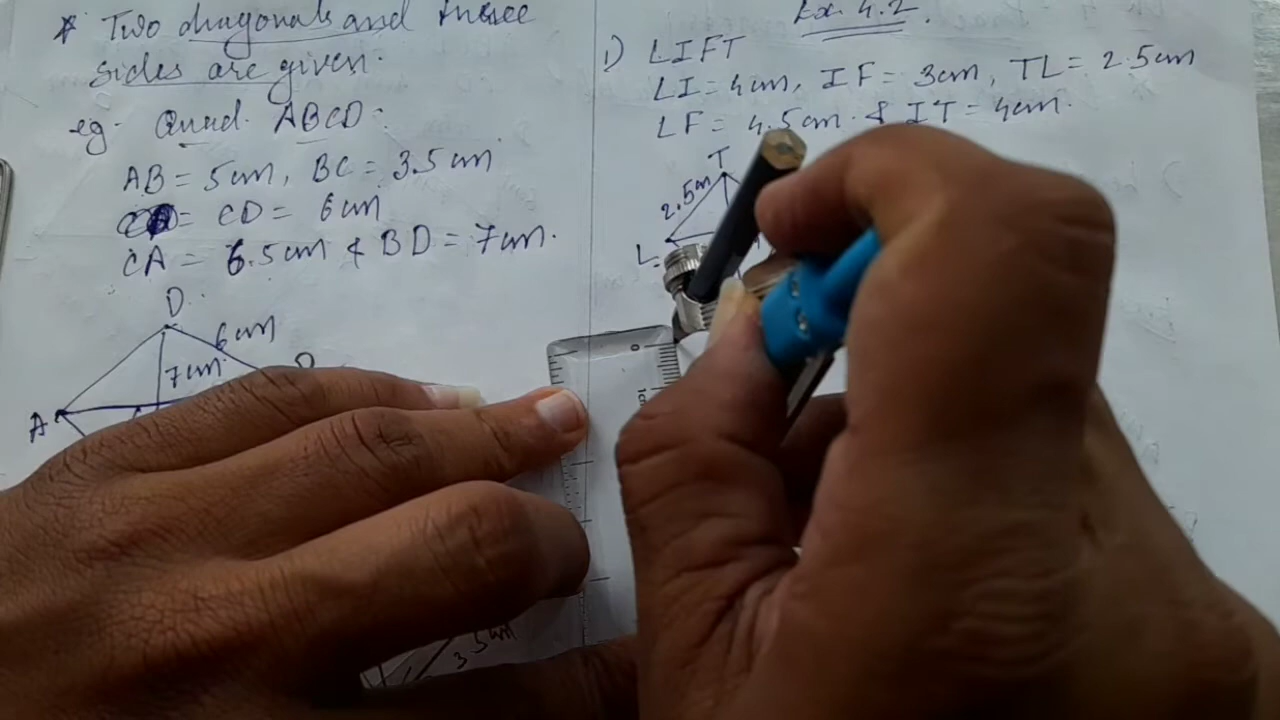 * Two diagonals and three
sides are given.
eg. Quad. ABCD:
AB = 5cm, BC = 3.5cm
= CD = 6cm
CA = 6.5cm & BD = 7cm.
D
6cm
7cm
A
3.5cm
Ex 4.2.
1) LIFT
LI = 4cm, IF = 3cm, TL = 2.5cm
LF = 4.5cm & IT = 4cm.
T
2.5cm
L
0